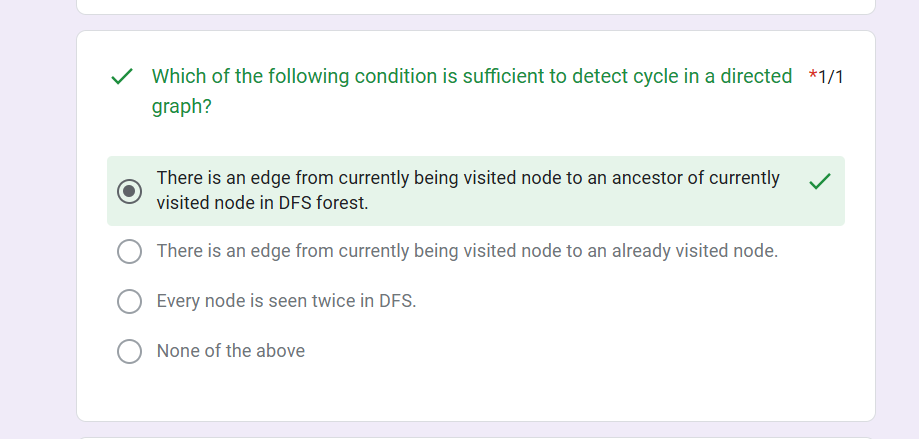 Which of the following condition is sufficient to detect cycle in a directed *1/1
graph?
There is an edge from currently being visited node to an ancestor of currently
visited node in DFS forest.
There is an edge from currently being visited node to an already visited node.
Every node is seen twice in DFS.
None of the above